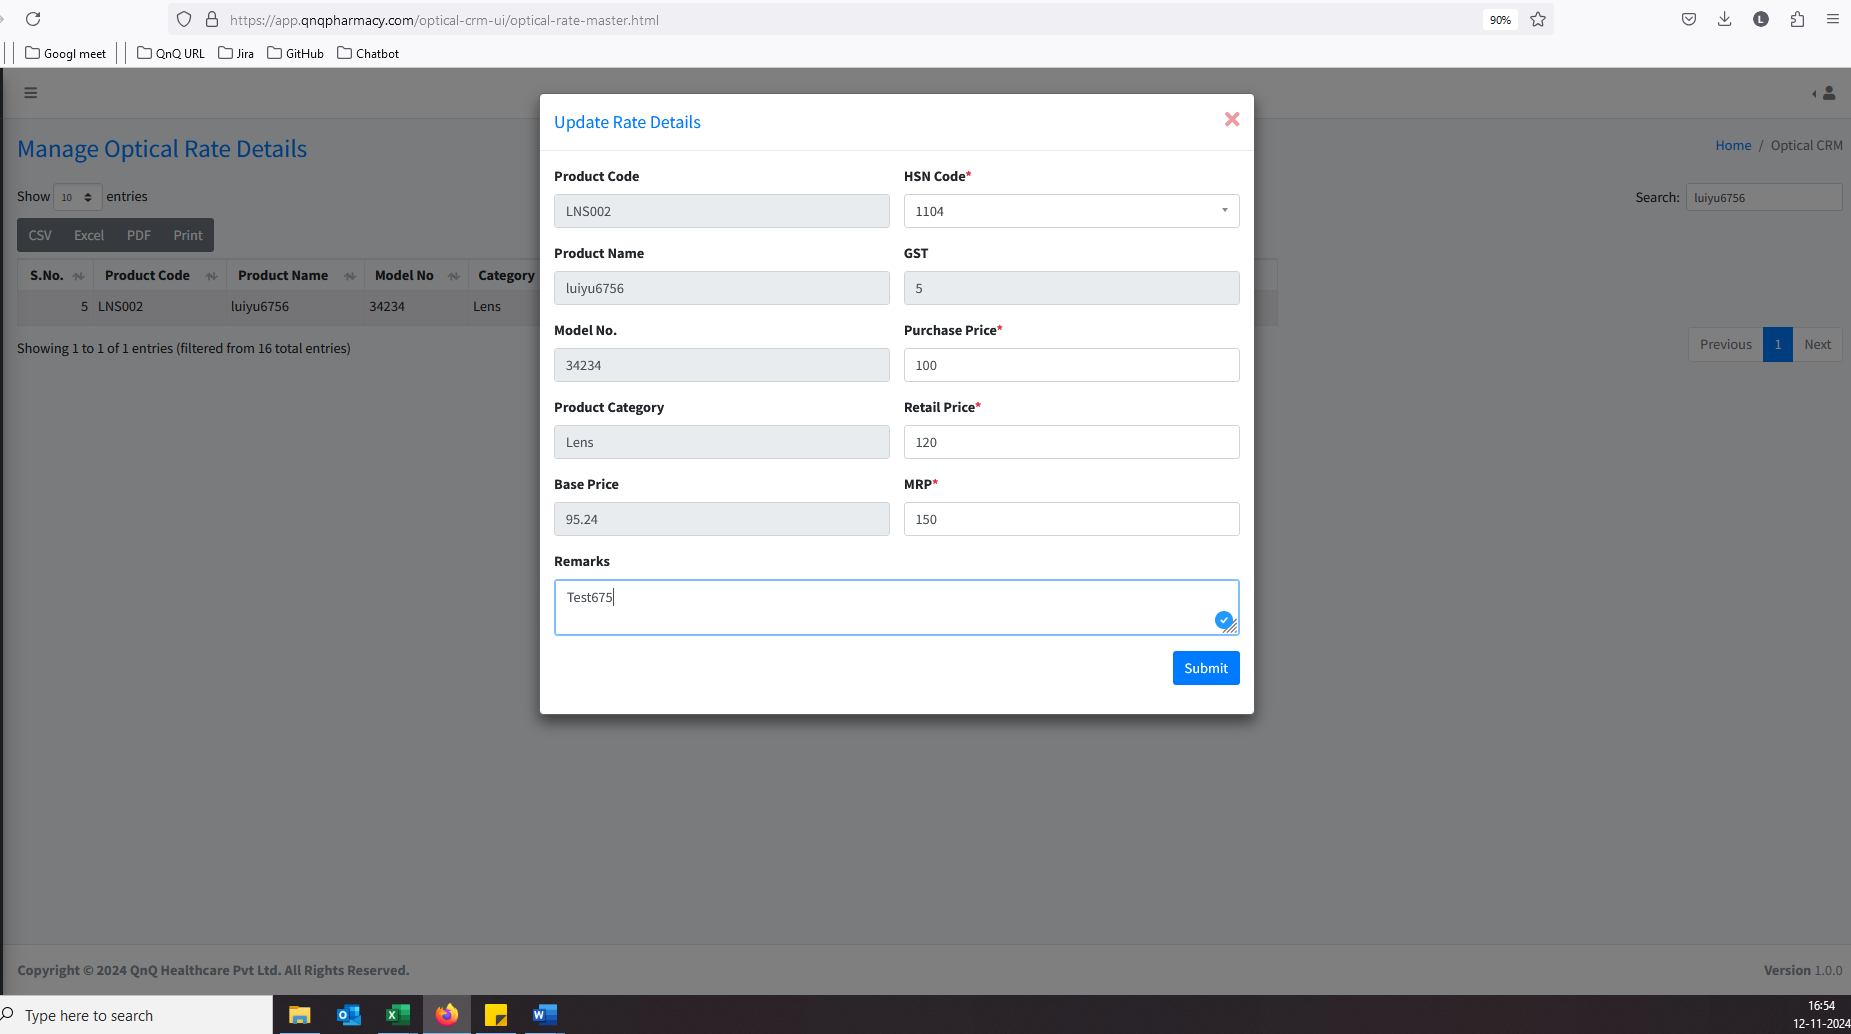 https://app.qnqpharmacy.com/optical-crm-ui/optical-rate-master.html
90%
L
Googl meet
QnQ URL
Jira
GitHub
Chatbot
Update Rate Details
Manage Optical Rate Details
Home / Optical CRM
Show 10 entries
Search: luiyu6756
CSV Excel PDF Print
S.No. Product Code Product Name Model No Category
5 LNS002 luiyu6756 34234 Lens
Showing 1 to 1 of 1 entries (filtered from 16 total entries)
Previous 1 Next
Product Code
LNS002
HSN Code*
1104
Product Name
luiyu6756
GST
5
Model No.
34234
Purchase Price*
100
Product Category
Lens
Retail Price*
120
Base Price
95.24
MRP*
150
Remarks
Test675
Submit
Copyright © 2024 QnQ Healthcare Pvt Ltd. All Rights Reserved.
Version 1.0.0
Type here to search
16:54
12-11-2024